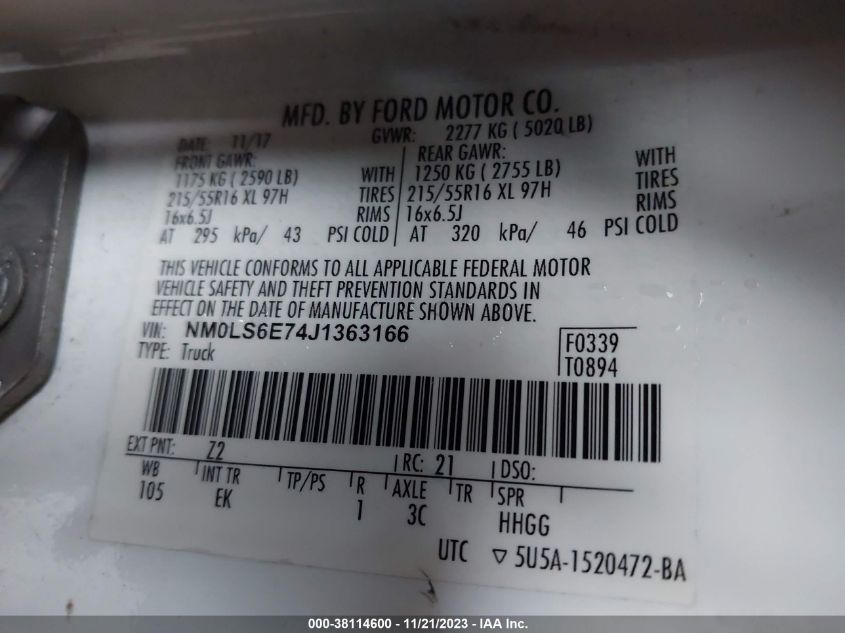 MFD. BY FORD MOTOR CO.
DATE: 11/17 GVWR: 2277 KG ( 5020 LB)
FRONT GAWR: REAR GAWR:
1175 KG ( 2590 LB) WITH 1250 KG ( 2755 LB) WITH
215/55R16 XL 97H TIRES 215/55R16 XL 97H TIRES
16x6.5J RIMS 16x6.5J RIMS
AT 295 kPa/ 43 PSI COLD AT 320 kPa/ 46 PSI COLD
THIS VEHICLE CONFORMS TO ALL APPLICABLE FEDERAL MOTOR
VEHICLE SAFETY AND THEFT PREVENTION STANDARDS IN
EFFECT ON THE DATE OF MANUFACTURE SHOWN ABOVE.
VIN: NM0LS6E74J1363166
TYPE: Truck
F0339
T0894
EXT PNT: Z2 RC: 21 DSO:
WB INT TR TP/PS R AXLE TR SPR
105 EK 1 3C HHGG
UTC ▽ 5U5A-1520472-BA
000-38114600 - 11/21/2023 - IAA Inc.